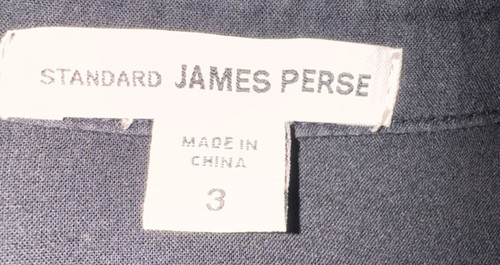 STANDARD JAMES PERSE
MADE IN
CHINA
3